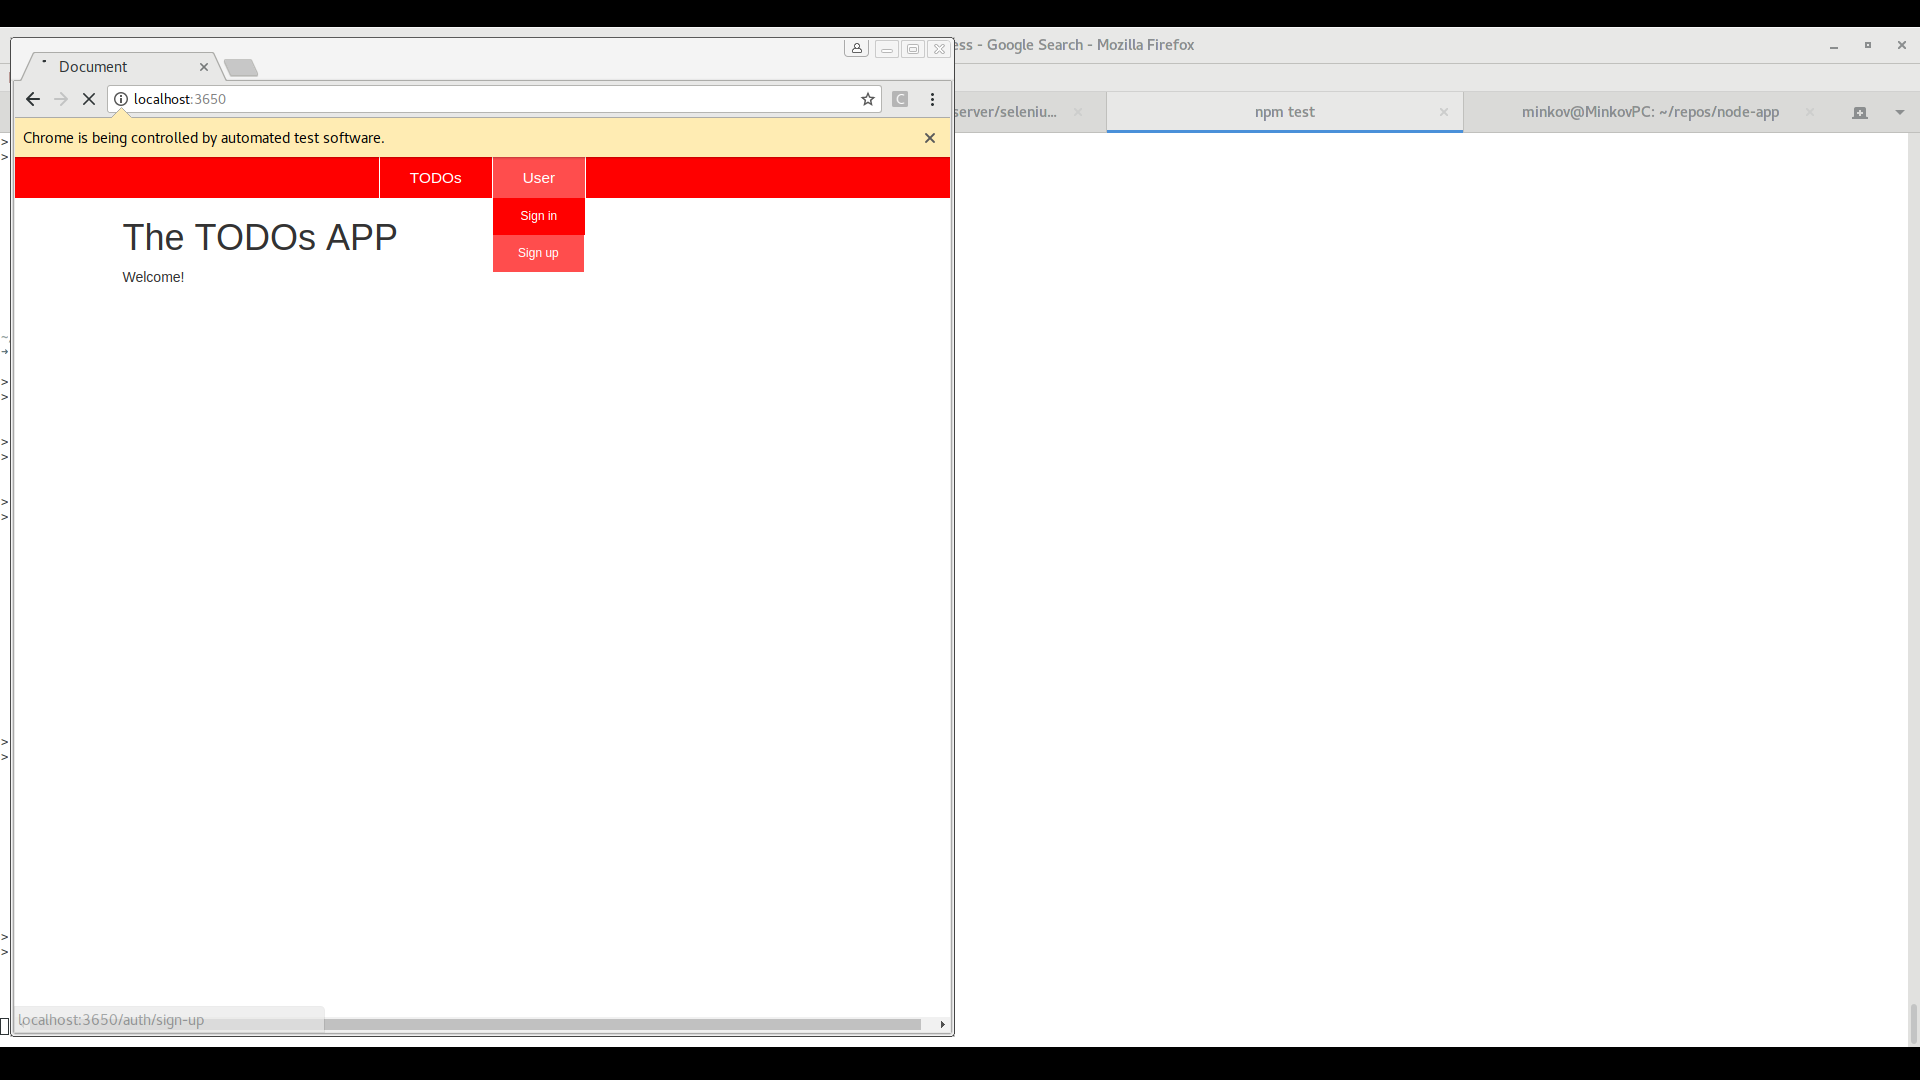 ess - Google Search - Mozilla Firefox
Document
localhost:3650
C
server/seleniu...
npm test
minkov@MinkovPC: ~/repos/node-app
Chrome is being controlled by automated test software.
TODOs
User
Sign in
Sign up
The TODOs APP
Welcome!
localhost:3650/auth/sign-up